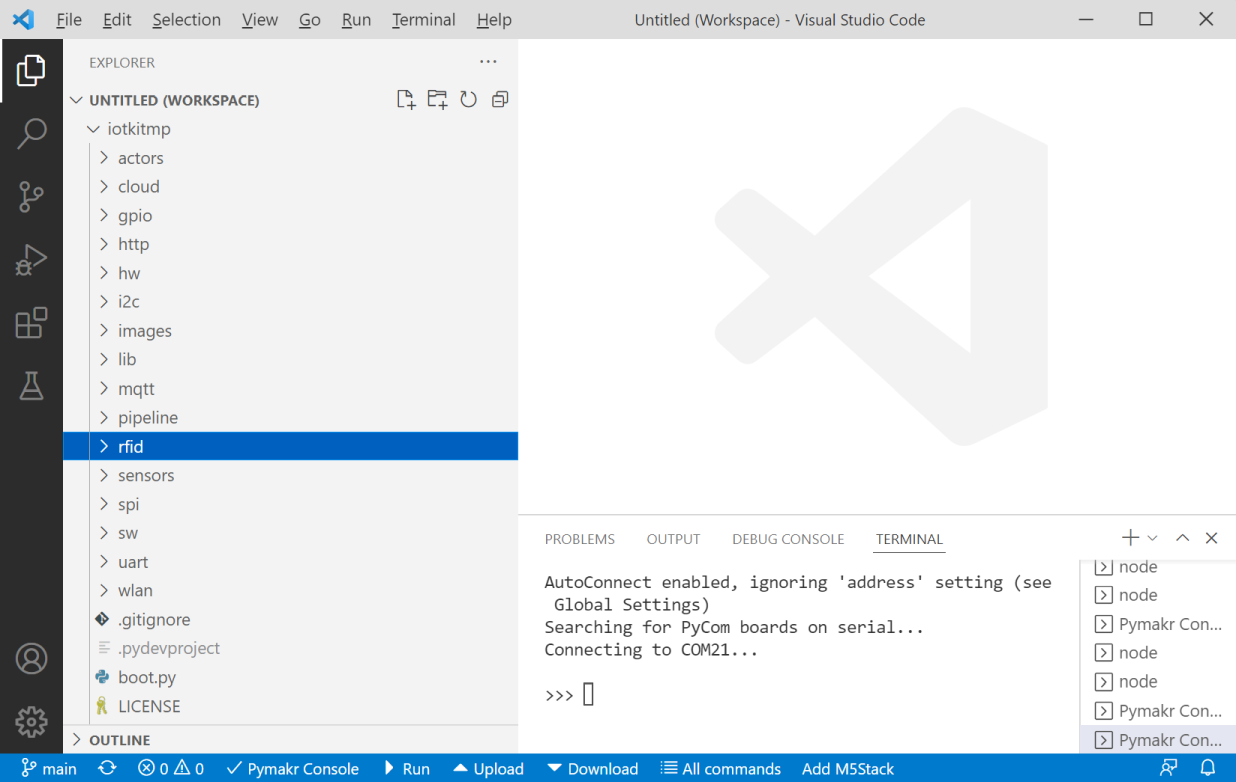 File Edit Selection View Go Run Terminal Help Untitled (Workspace) - Visual Studio Code
EXPLORER
UNTITLED (WORKSPACE)
iotkitmp
actors
cloud
gpio
http
hw
i2c
images
lib
mqtt
pipeline
rfid
sensors
spi
sw
uart
wlan
.gitignore
.pydevproject
boot.py
LICENSE
OUTLINE
PROBLEMS OUTPUT DEBUG CONSOLE TERMINAL
AutoConnect enabled, ignoring 'address' setting (see
Global Settings)
Searching for PyCom boards on serial...
Connecting to COM21...
>>>
node
node
Pymakr Con...
node
node
Pymakr Con...
Pymakr Con...
main 0 0 Pymakr Console Run Upload Download All commands Add M5Stack